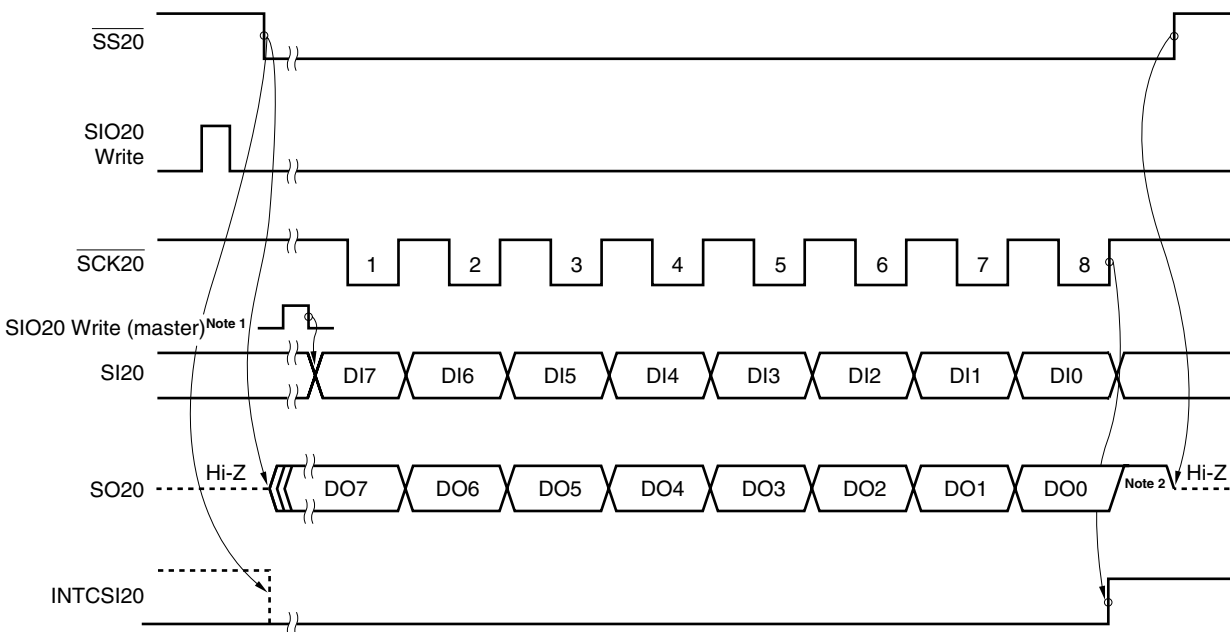 SS20
SIO20
Write
SCK20
1 2 3 4 5 6 7 8
SIO20 Write (master) Note 1
SI20
DI7 DI6 DI5 DI4 DI3 DI2 DI1 DI0
Hi-Z
SO20
DO7 DO6 DO5 DO4 DO3 DO2 DO1 DO0
Note 2
Hi-Z
INTCSI20